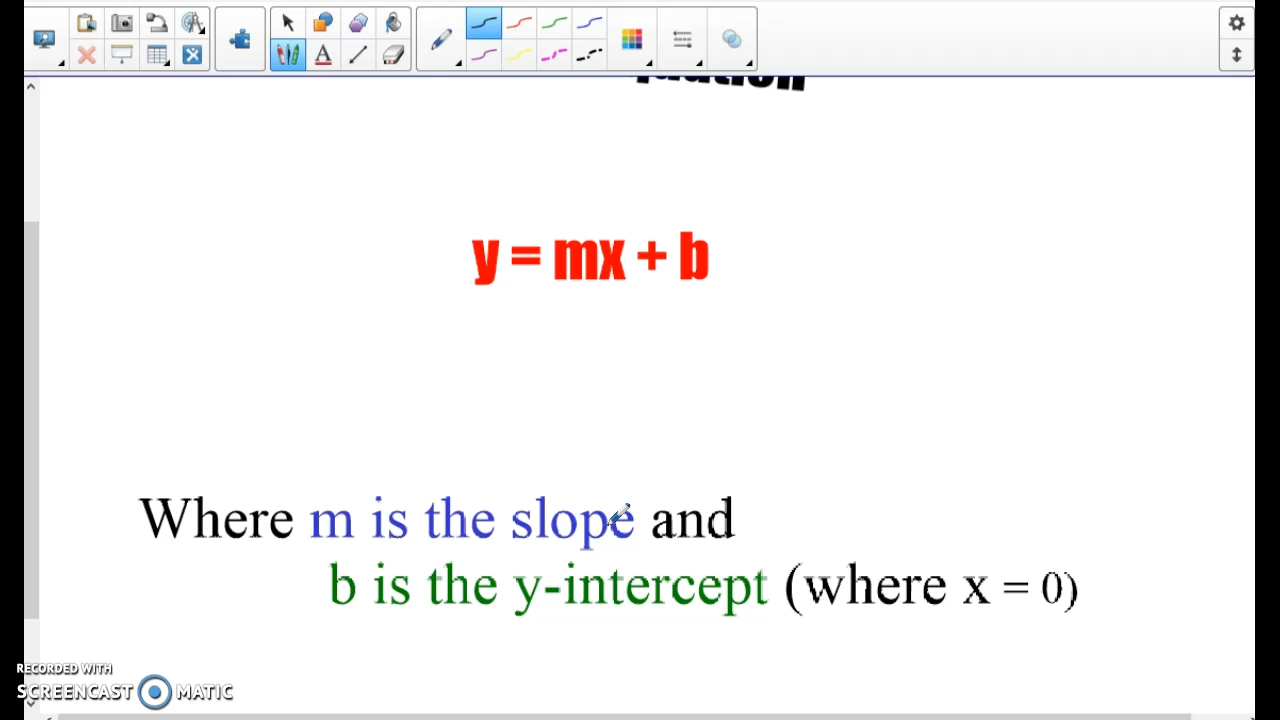 y = mx + b
Where m is the slope and
b is the y-intercept (where x = 0)
RECORDED WITH
SCREENCAST MATIC